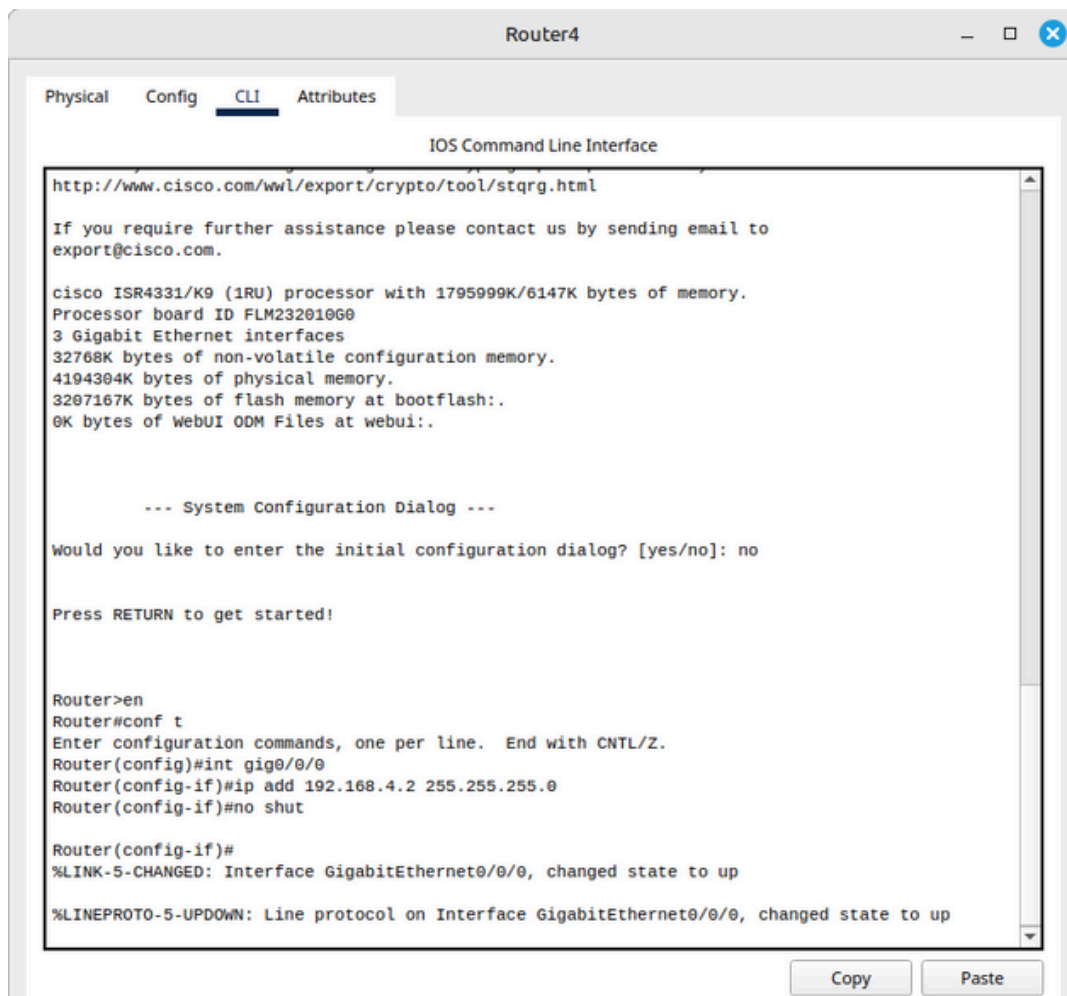 Router4
Physical Config CLI Attributes
IOS Command Line Interface
http://www.cisco.com/wwl/export/crypto/tool/stqrg.html
If you require further assistance please contact us by sending email to
export@cisco.com.
cisco ISR4331/K9 (1RU) processor with 1795999K/6147K bytes of memory.
Processor board ID FLM232010G0
3 Gigabit Ethernet interfaces
32768K bytes of non-volatile configuration memory.
4194304K bytes of physical memory.
3207167K bytes of flash memory at bootflash:.
0K bytes of WebUI ODM Files at webui:.
--- System Configuration Dialog ---
Would you like to enter the initial configuration dialog? [yes/no]: no
Press RETURN to get started!
Router>en
Router#conf t
Enter configuration commands, one per line. End with CNTL/Z.
Router(config)#int gig0/0/0
Router(config-if)#ip add 192.168.4.2 255.255.255.0
Router(config-if)#no shut
Router(config-if)#
%LINK-5-CHANGED: Interface GigabitEthernet0/0/0, changed state to up
%LINEPROTO-5-UPDOWN: Line protocol on Interface GigabitEthernet0/0/0, changed state to up
Copy Paste